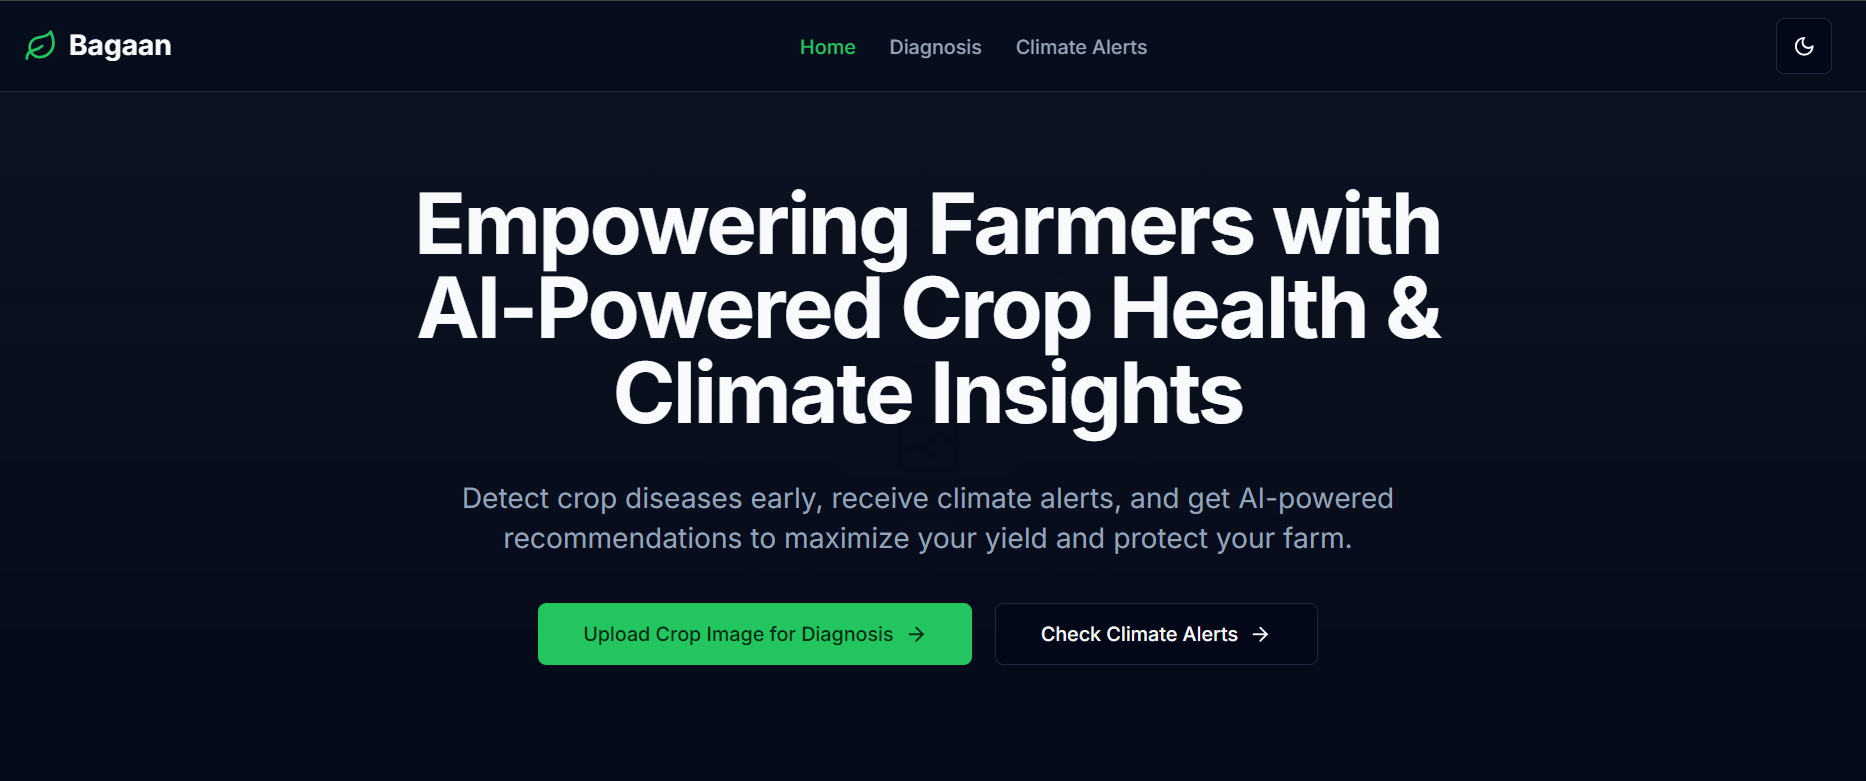 Bagaan
Home
Diagnosis
Climate Alerts
Empowering Farmers with
AI-Powered Crop Health &
Climate Insights
Detect crop diseases early, receive climate alerts, and get AI-powered
recommendations to maximize your yield and protect your farm.
Upload Crop Image for Diagnosis →
Check Climate Alerts →